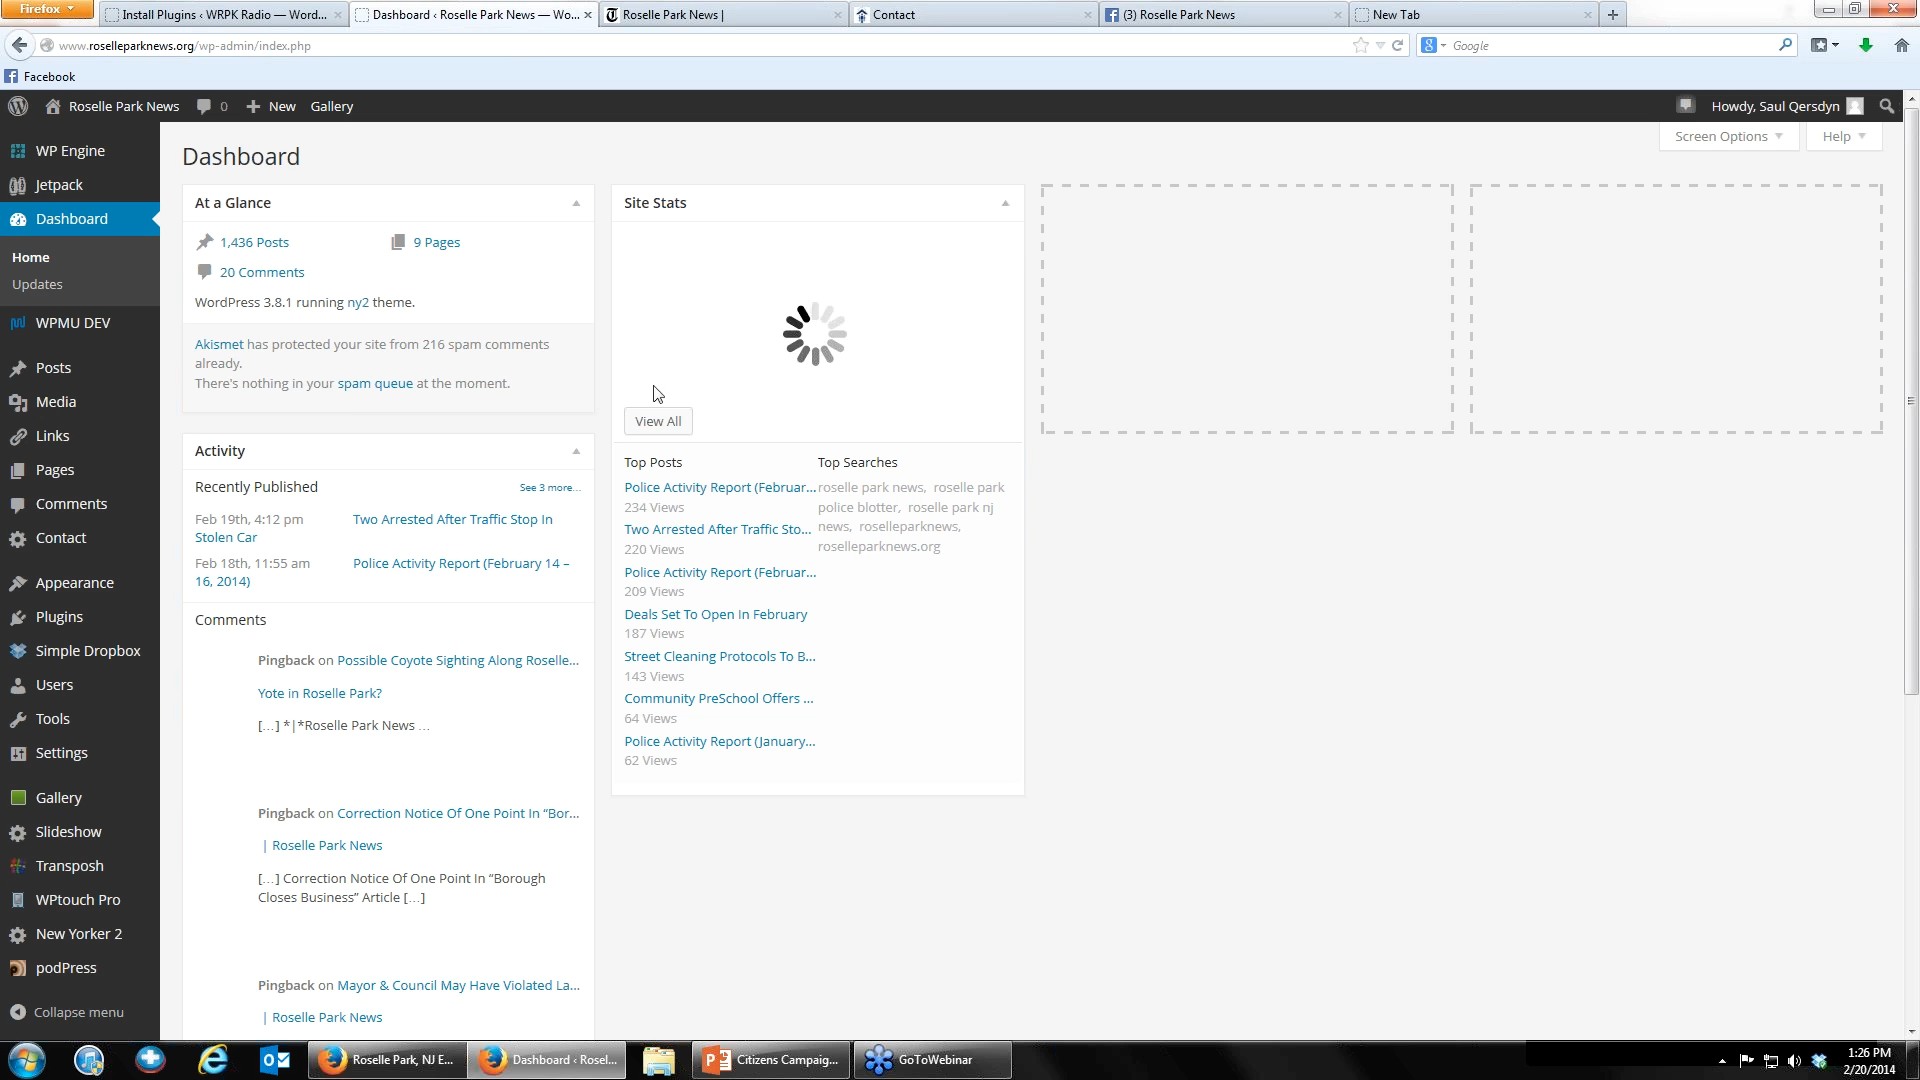 Firefox
Install Plugins ‹ WRPK Radio — Word...
Dashboard ‹ Roselle Park News — Wo...
Roselle Park News |
Contact
(3) Roselle Park News
New Tab
www.roselleparknews.org/wp-admin/index.php
Google
Facebook
Roselle Park News
0
New
Gallery
Howdy, Saul Qersdyn
WP Engine
Jetpack
Dashboard
Home
Updates
WPMU DEV
Posts
Media
Links
Pages
Comments
Contact
Appearance
Plugins
Simple Dropbox
Users
Tools
Settings
Gallery
Slideshow
Transposh
WPtouch Pro
New Yorker 2
podPress
Collapse menu
Screen Options
Help
Dashboard
At a Glance
1,436 Posts
9 Pages
20 Comments
WordPress 3.8.1 running ny2 theme.
Akismet has protected your site from 216 spam comments
already.
There's nothing in your spam queue at the moment.
Activity
Recently Published
See 3 more...
Feb 19th, 4:12 pm Two Arrested After Traffic Stop In
Stolen Car
Feb 18th, 11:55 am Police Activity Report (February 14 –
16, 2014)
Comments
Pingback on Possible Coyote Sighting Along Roselle...
Yote in Roselle Park?
[…] *|*Roselle Park News …
Pingback on Correction Notice Of One Point In “Bor...
| Roselle Park News
[…] Correction Notice Of One Point In “Borough
Closes Business” Article […]
Pingback on Mayor & Council May Have Violated La...
| Roselle Park News
Site Stats
View All
Top Posts
Police Activity Report (Februar...
234 Views
Two Arrested After Traffic Sto...
220 Views
Police Activity Report (Februar...
209 Views
Deals Set To Open In February
187 Views
Street Cleaning Protocols To B...
143 Views
Community PreSchool Offers ...
64 Views
Police Activity Report (January...
62 Views
Top Searches
roselle park news, roselle park
police blotter, roselle park nj
news, roselleparknews,
roselleparknews.org
Roselle Park, NJ E...
Dashboard ‹ Rosel...
Citizens Campaig...
GoToWebinar
1:26 PM
2/20/2014